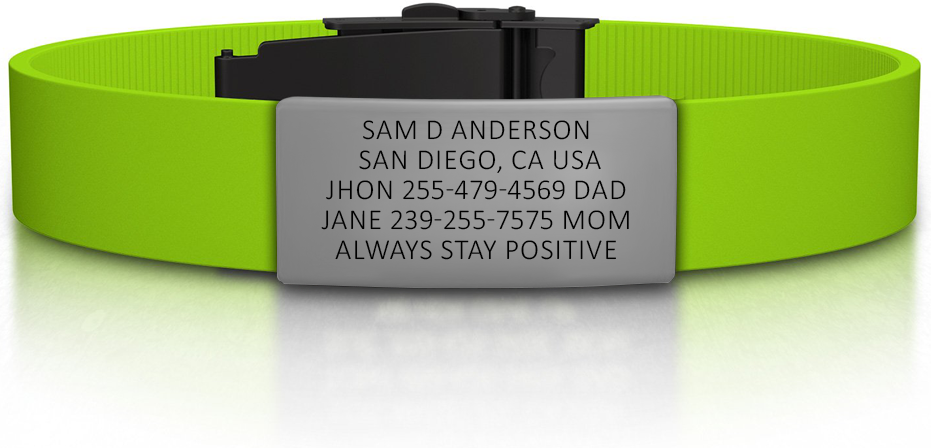 SAM D ANDERSON
SAN DIEGO, CA USA
JHON 255-479-4569 DAD
JANE 239-255-7575 MOM
ALWAYS STAY POSITIVE